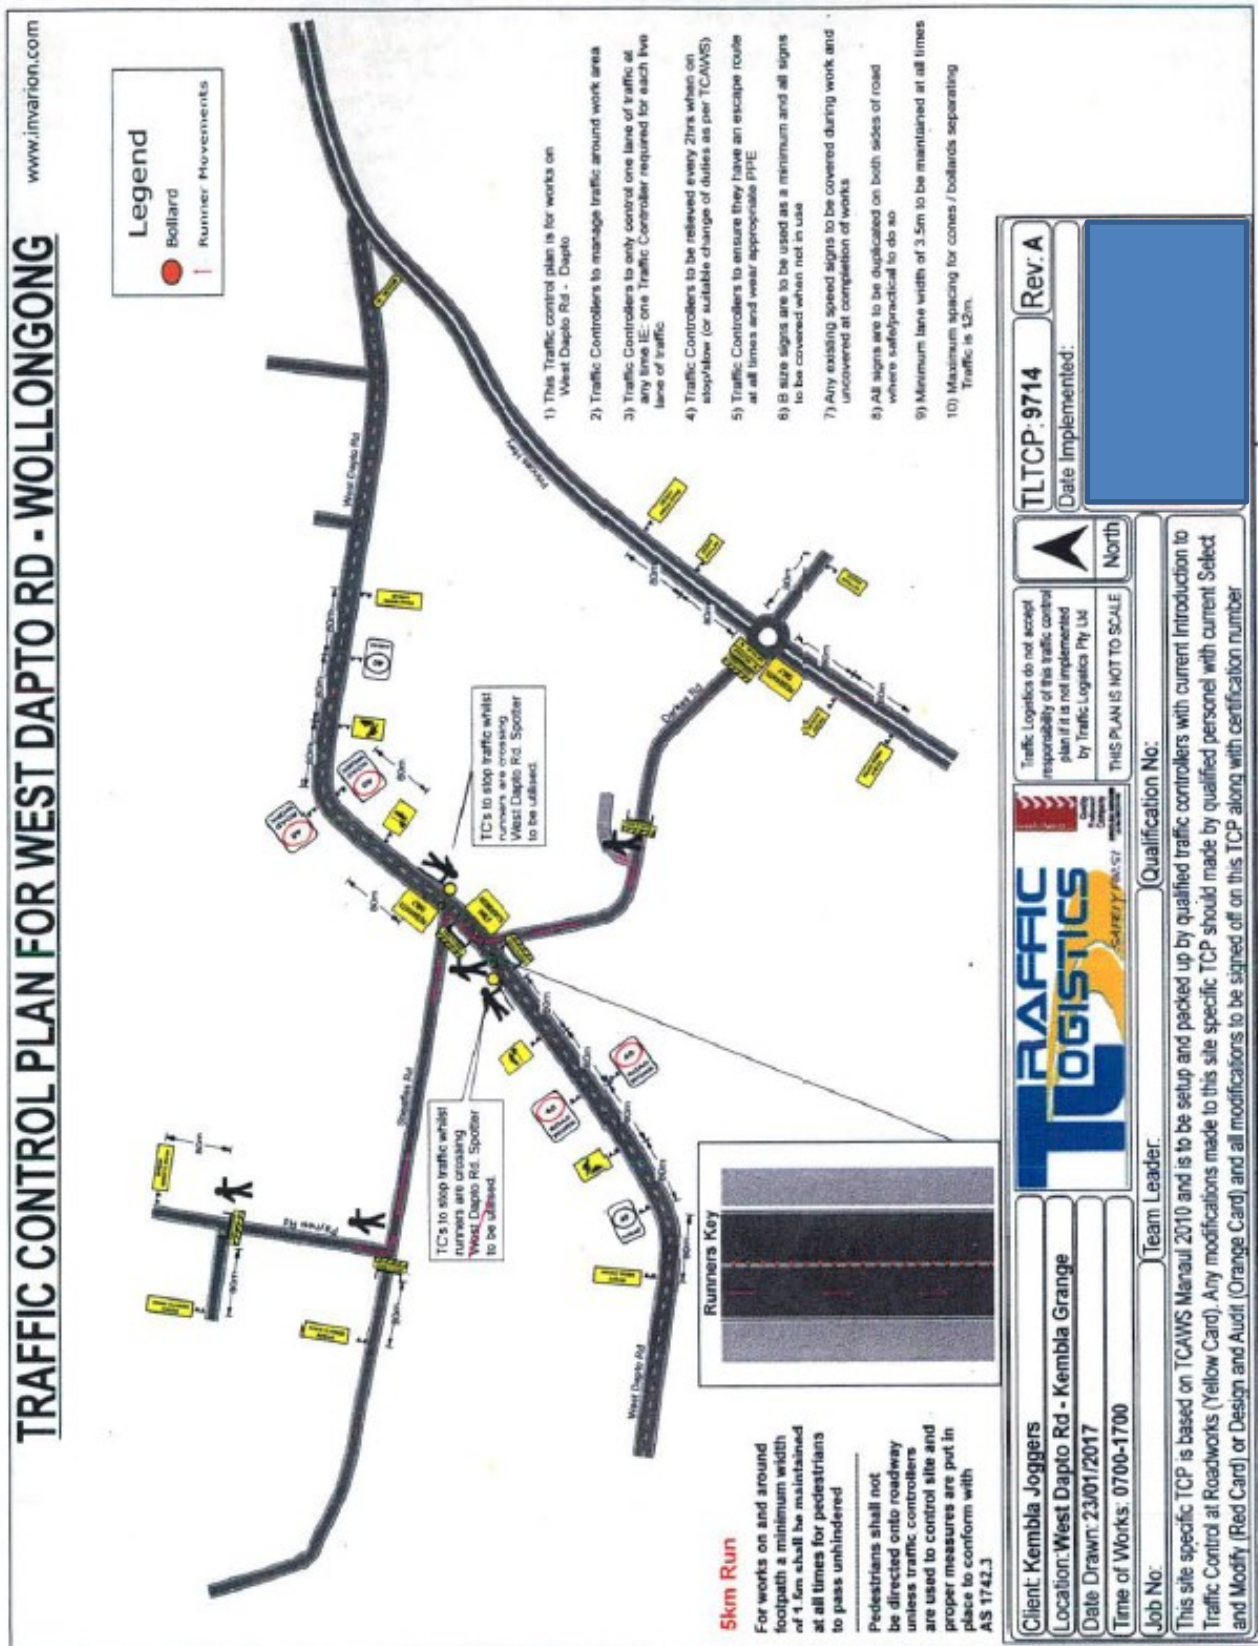 TRAFFIC CONTROL PLAN FOR WEST DAPTO RD - WOLLONGONG
www.invarion.com
Legend
Bollard
Runner Movements
1) This Traffic control plan is for works on
West Dapto Rd - Dapto
2) Traffic Controllers to manage traffic around work area
3) Traffic Controllers to only control one lane of traffic at
any time IE: one Traffic Controller required for each live
lane of traffic
4) Traffic Controllers to be relieved every 2hrs when on
stop/slow (or suitable change of duties as per TCAWS)
5) Traffic Controllers to ensure they have an escape route
at all times and wear appropriate PPE
6) B size signs are to be used as a minimum and all signs
to be covered when not in use
7) Any existing speed signs to be covered during work and
uncovered at completion of works
8) All signs are to be duplicated on both sides of road
where safe/practical to do so
9) Minimum lane width of 3.5m to be maintained at all times
10) Maximum spacing for cones / bollards separating
Traffic is 12m.
West Dapto Rd
Princes Hwy
Darkes Rd
Sheaffes Rd
Paynes Rd
West Dapto Rd
80m
80m
80m
80m
TC's to stop traffic whilst
runners are crossing
West Dapto Rd. Spotter
to be utilised.
TC's to stop traffic whilst
runners are crossing
West Dapto Rd. Spotter
to be utilised.
Runners Key
5km Run
For works on and around
footpath a minimum width
of 1.5m shall be maintained
at all times for pedestrians
to pass unhindered
Pedestrians shall not
be directed onto roadway
unless traffic controllers
are used to control site and
proper measures are put in
place to conform with
AS 1742.3
Client: Kembla Joggers
Location: West Dapto Rd - Kembla Grange
Date Drawn: 23/01/2017
Time of Works: 0700-1700
Job No:
Team Leader:
Qualification No:
TRAFFIC
LOGISTICS
SAFETY FIRST
Traffic Logistics do not accept
responsibility of this traffic control
plan if it is not implemented
by Traffic Logistics Pty Ltd
THIS PLAN IS NOT TO SCALE
North
TLTCP: 9714
Rev: A
Date Implemented:
This site specific TCP is based on TCAWS Manaul 2010 and is to be setup and packed up by qualified traffic controllers with current Introduction to
Traffic Control at Roadworks (Yellow Card). Any modifications made to this site specific TCP should made by qualified personel with current Select
and Modify (Red Card) or Design and Audit (Orange Card) and all modifications to be signed off on this TCP along with certification number